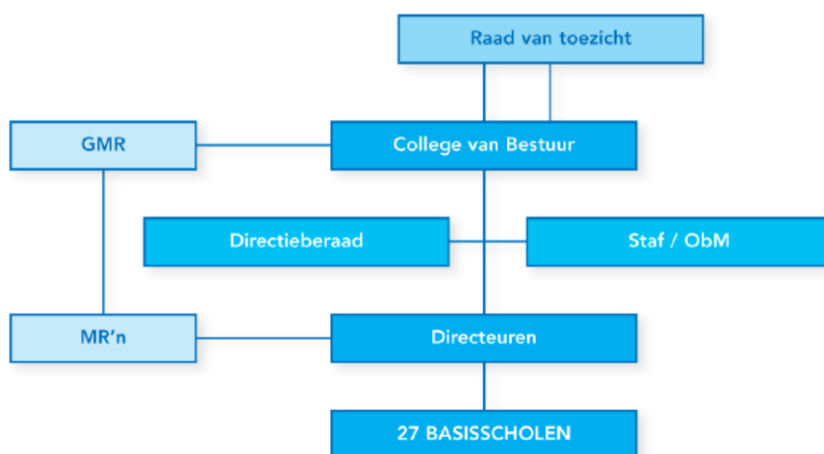 Raad van toezicht
GMR
College van Bestuur
Directieberaad
Staf / ObM
MR'n
Directeuren
27 BASISSCHOLEN